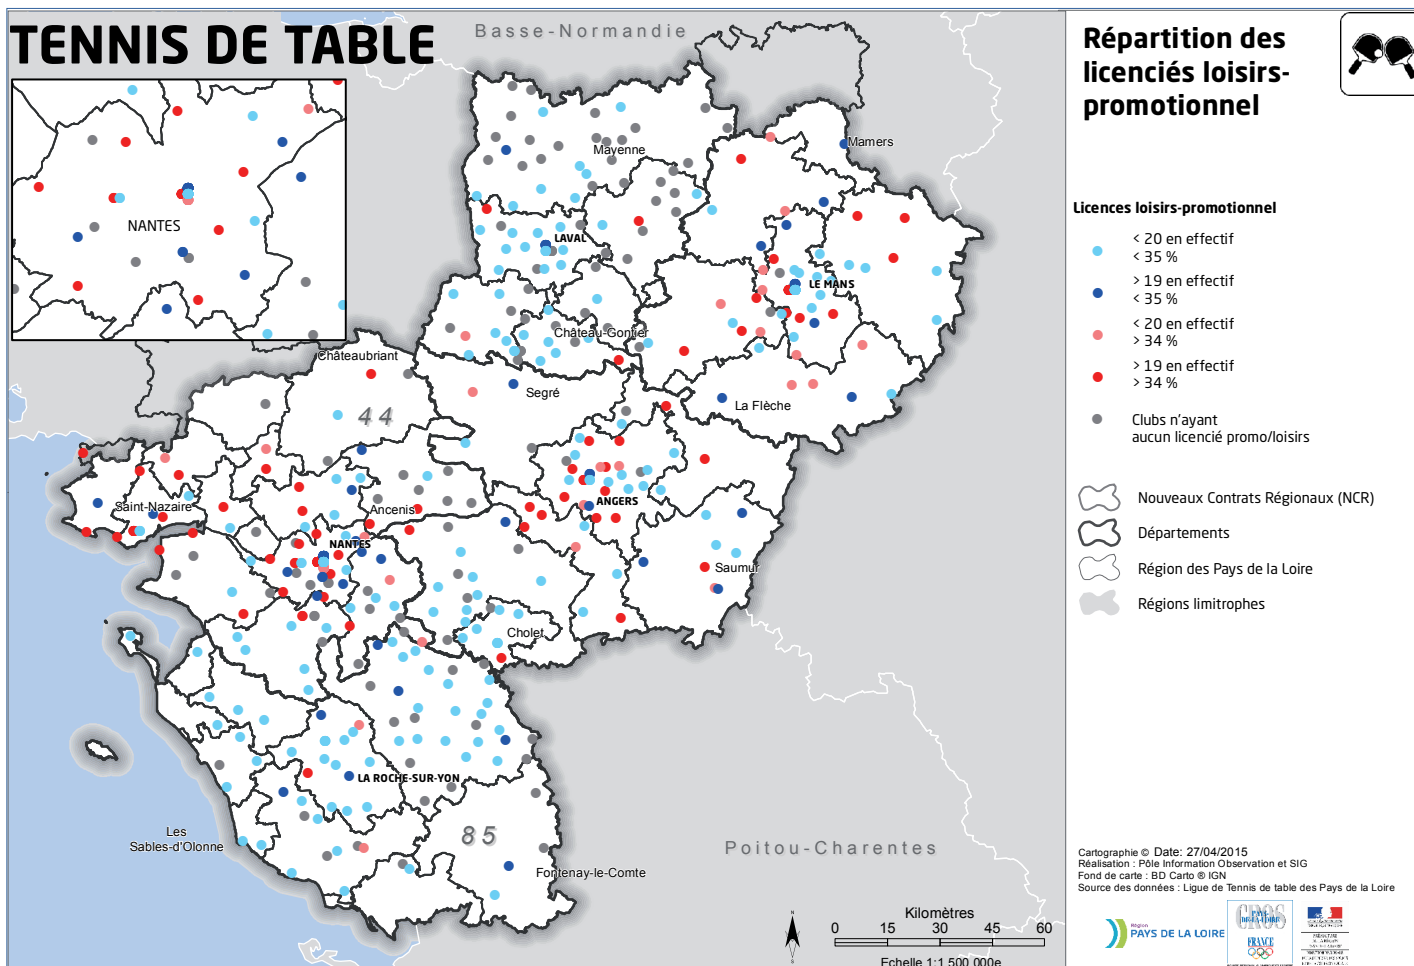 TENNIS DE TABLE
Basse-Normandie
Répartition des
licenciés loisirs-
promotionnel
Mamers
Mayenne
Licences loisirs-promotionnel
NANTES
LAVAL
< 20 en effectif
< 35 %
> 19 en effectif
< 35 %
LE MANS
< 20 en effectif
> 34 %
Château-Gontier
Châteaubriant
> 19 en effectif
> 34 %
Segré
La Flèche
44
Clubs n'ayant
aucun licencié promo/loisirs
Saint-Nazaire
Ancenis
ANGERS
Nouveaux Contrats Régionaux (NCR)
Départements
NANTES
Saumur
Région des Pays de la Loire
Régions limitrophes
Cholet
LA ROCHE-SUR-YON
Les
Sables-d'Olonne
85
Poitou-Charentes
Fontenay-le-Comte
Cartographie © Date: 27/04/2015
Réalisation : Pôle Information Observation et SIG
Fond de carte : BD Carto ® IGN
Source des données : Ligue de Tennis de table des Pays de la Loire
Kilomètres
0 15 30 45 60
Echelle 1:1 500 000e
N
S
Région
PAYS DE LA LOIRE
CROS
PAYS-
DE-LA-LOIRE
FRANCE